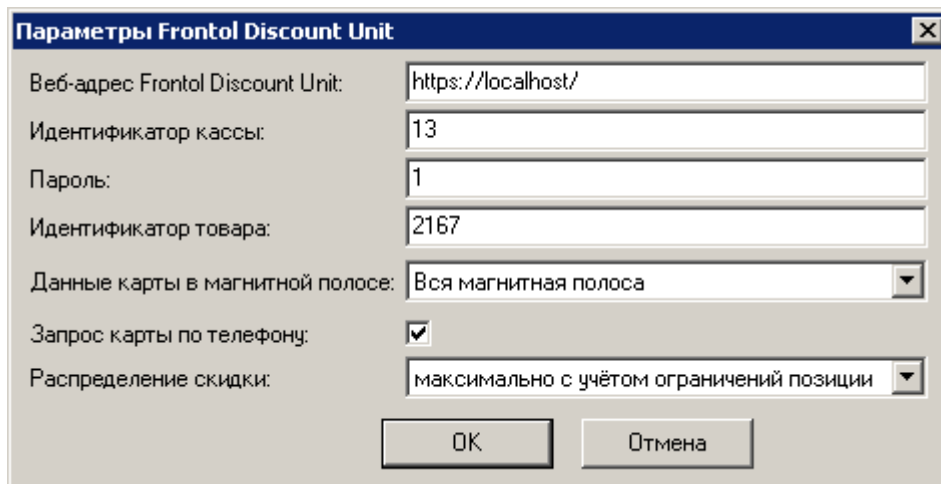 Параметры Frontol Discount Unit
Веб-адрес Frontol Discount Unit: https://localhost/
Идентификатор кассы: 13
Пароль: 1
Идентификатор товара: 2167
Данные карты в магнитной полосе: Вся магнитная полоса
Запрос карты по телефону:
Распределение скидки: максимально с учётом ограничений позиции
OK Отмена